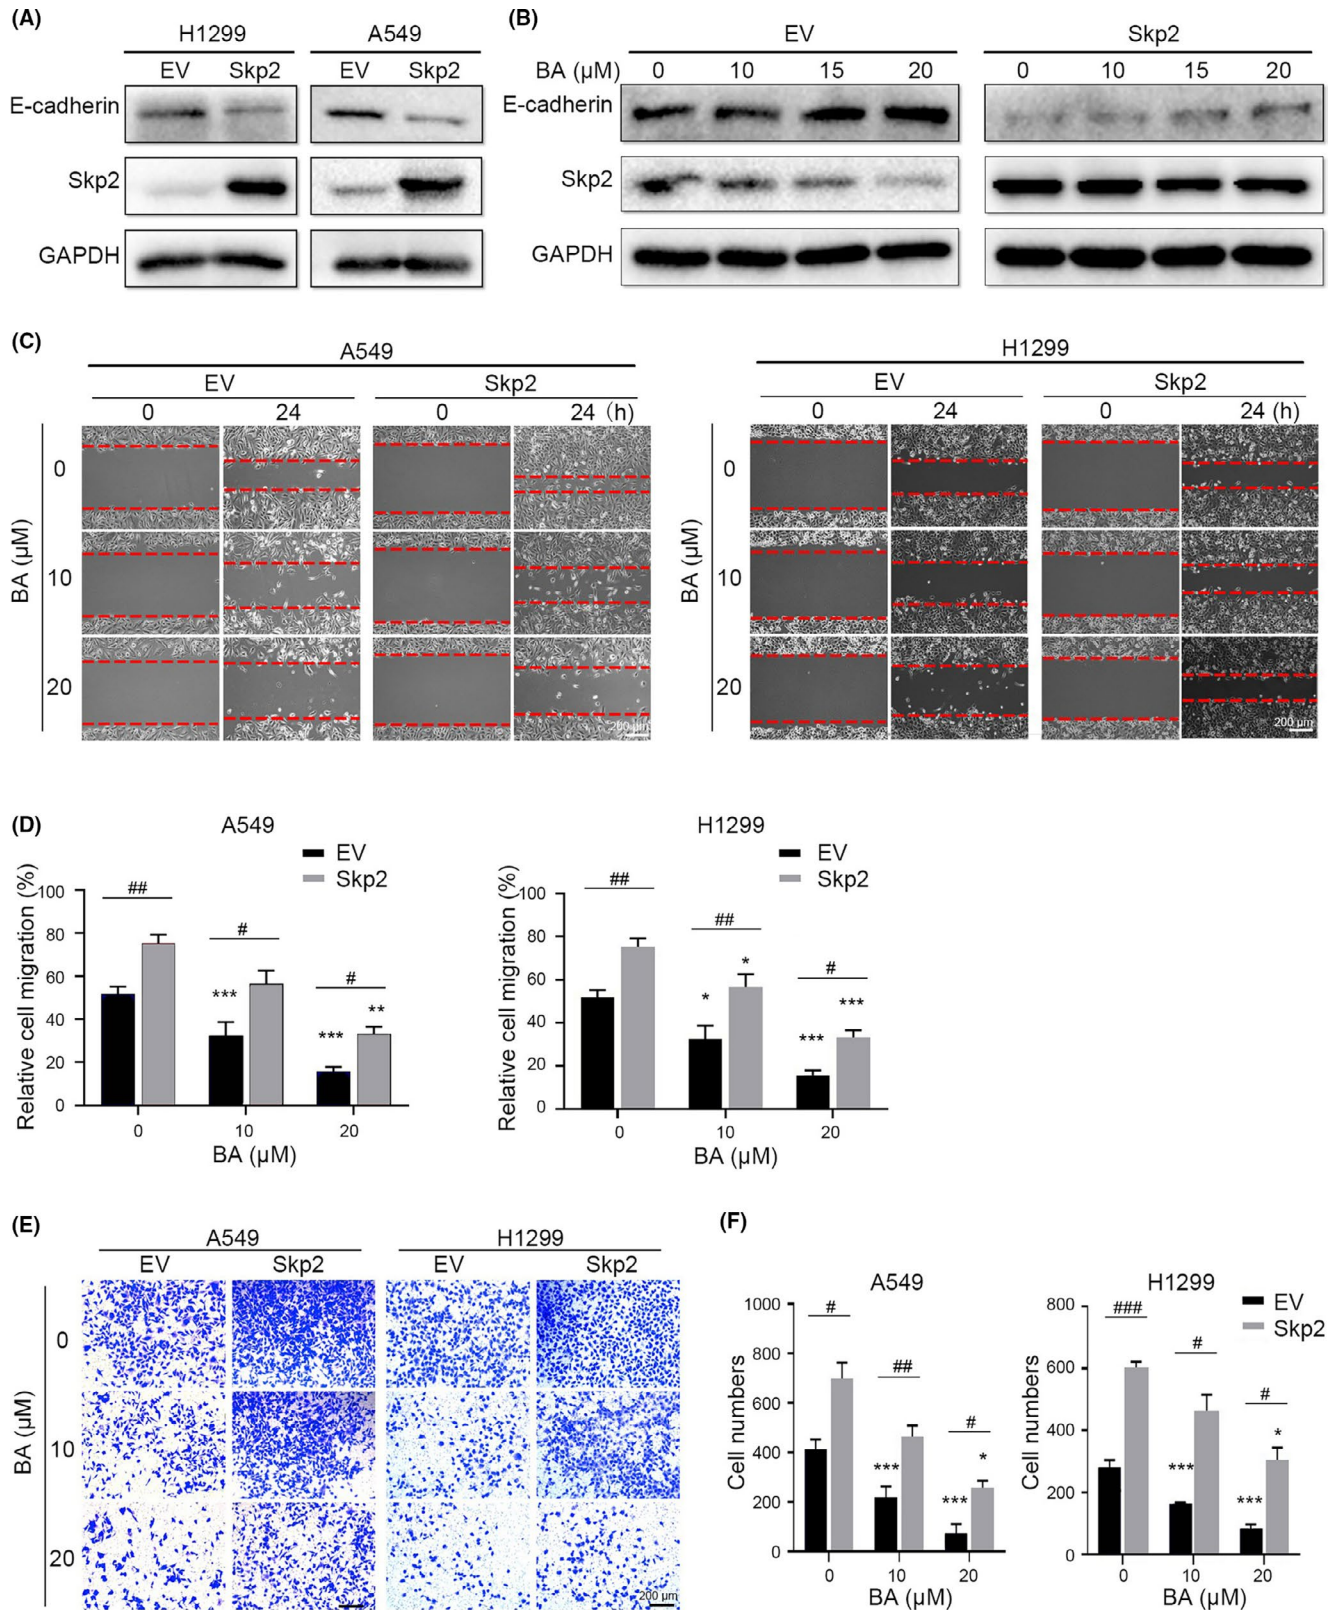 (A)
H1299 A549
EV Skp2 EV Skp2
E-cadherin
Skp2
GAPDH
(B)
EV Skp2
BA (μM) 0 10 15 20 0 10 15 20
E-cadherin
Skp2
GAPDH
(C)
A549
EV Skp2
0 24 0 24 (h)
BA (μM)
0
10
20
200 μm
H1299
EV Skp2
0 24 0 24 (h)
BA (μM)
0
10
20
200 μm
(D)
A549
EV
Skp2
Relative cell migration (%)
100
80
60
40
20
0
## # #
*** *** **
0 10 20
BA (μM)
H1299
EV
Skp2
Relative cell migration (%)
100
80
60
40
20
0
## ## #
* * *** ***
0 10 20
BA (μM)
(E)
A549 H1299
EV Skp2 EV Skp2
BA (μM)
0
10
20
200 μm
(F)
A549
Cell numbers
1000
800
600
400
200
0
# ## #
*** *** *
0 10 20
BA (μM)
H1299
EV
Skp2
Cell numbers
800
600
400
200
0
### # #
*** *** *
0 10 20
BA (μM)